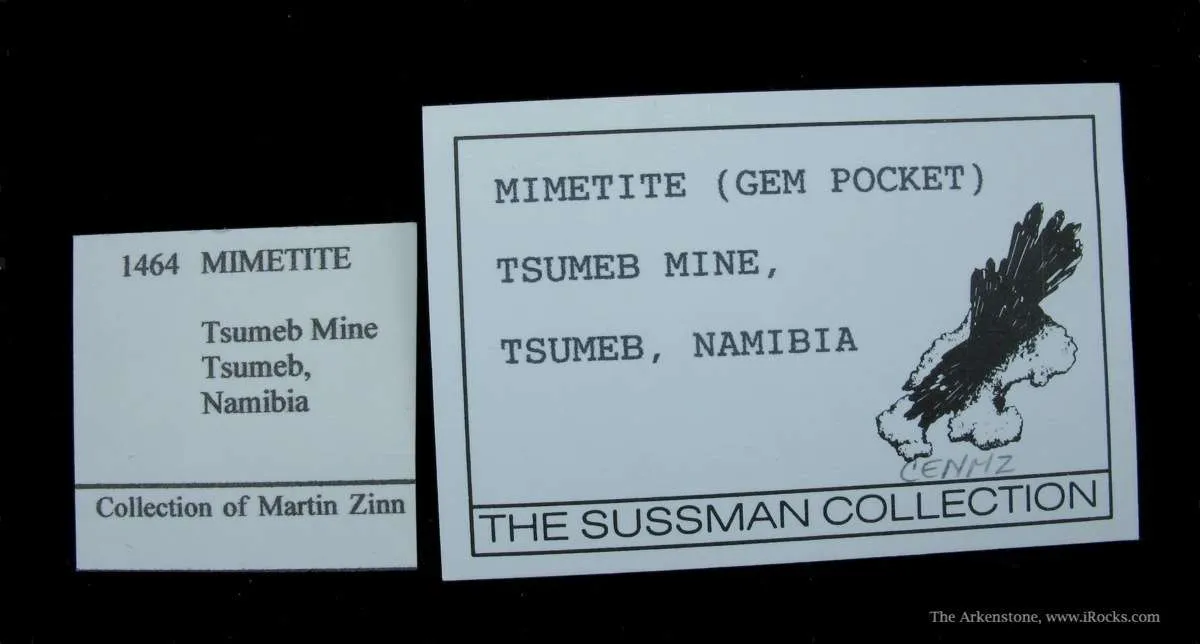 1464 MIMETITE
Tsumeb Mine
Tsumeb,
Namibia
Collection of Martin Zinn
MIMETITE (GEM POCKET)
TSUMEB MINE,
TSUMEB, NAMIBIA
CENMZ
THE SUSSMAN COLLECTION
The Arkenstone, www.iRocks.com